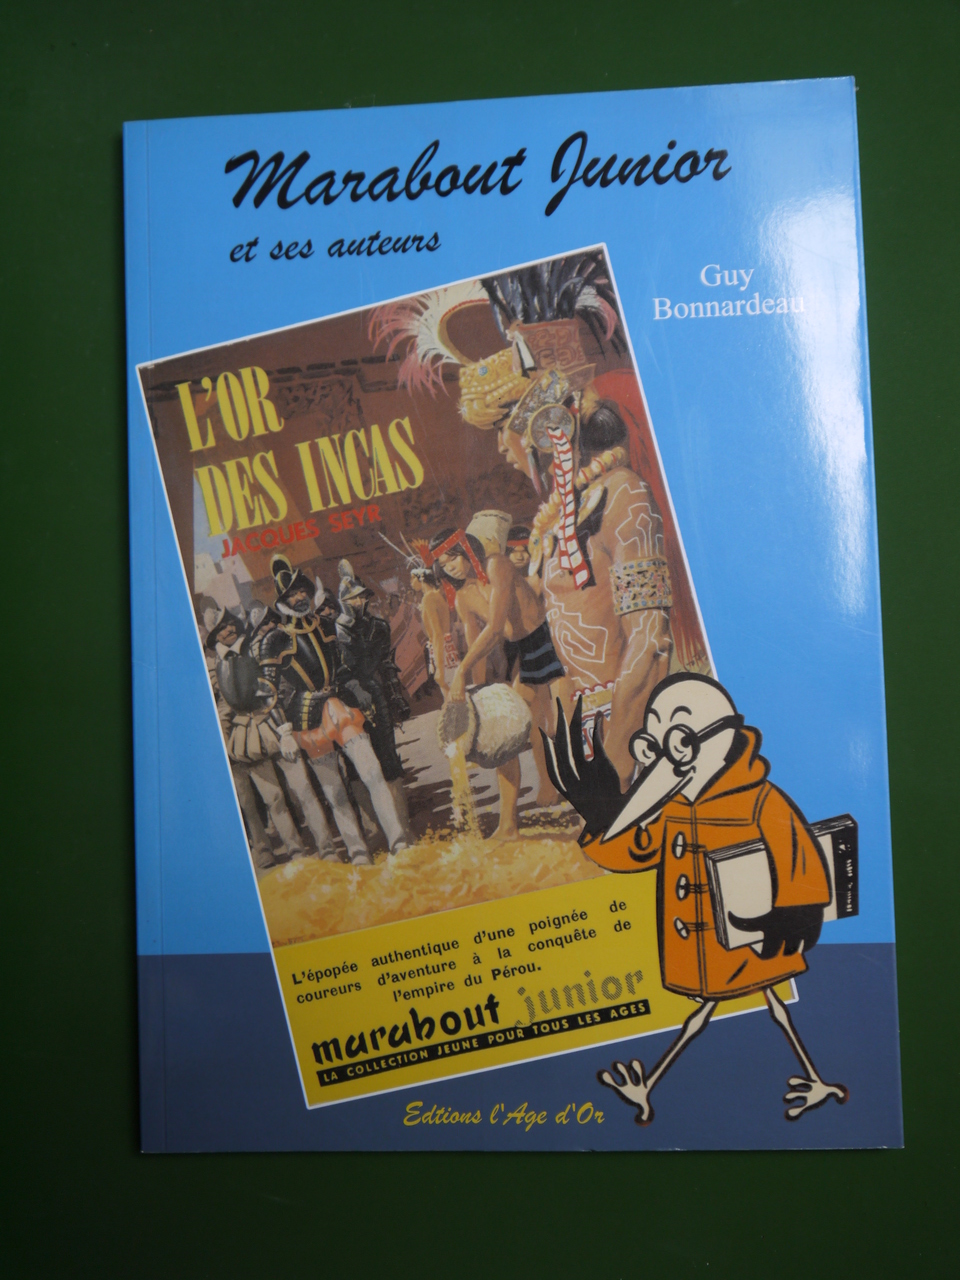 Marabout Junior
et ses auteurs
Guy
Bonnardeau
L'OR
DES INCAS
JACQUES SEYR
L'épopée authentique d'une poignée de
coureurs d'aventure à la conquête de
l'empire du Pérou.
marabout junior
LA COLLECTION JEUNE POUR TOUS LES AGES
Edtions l'Age d'Or